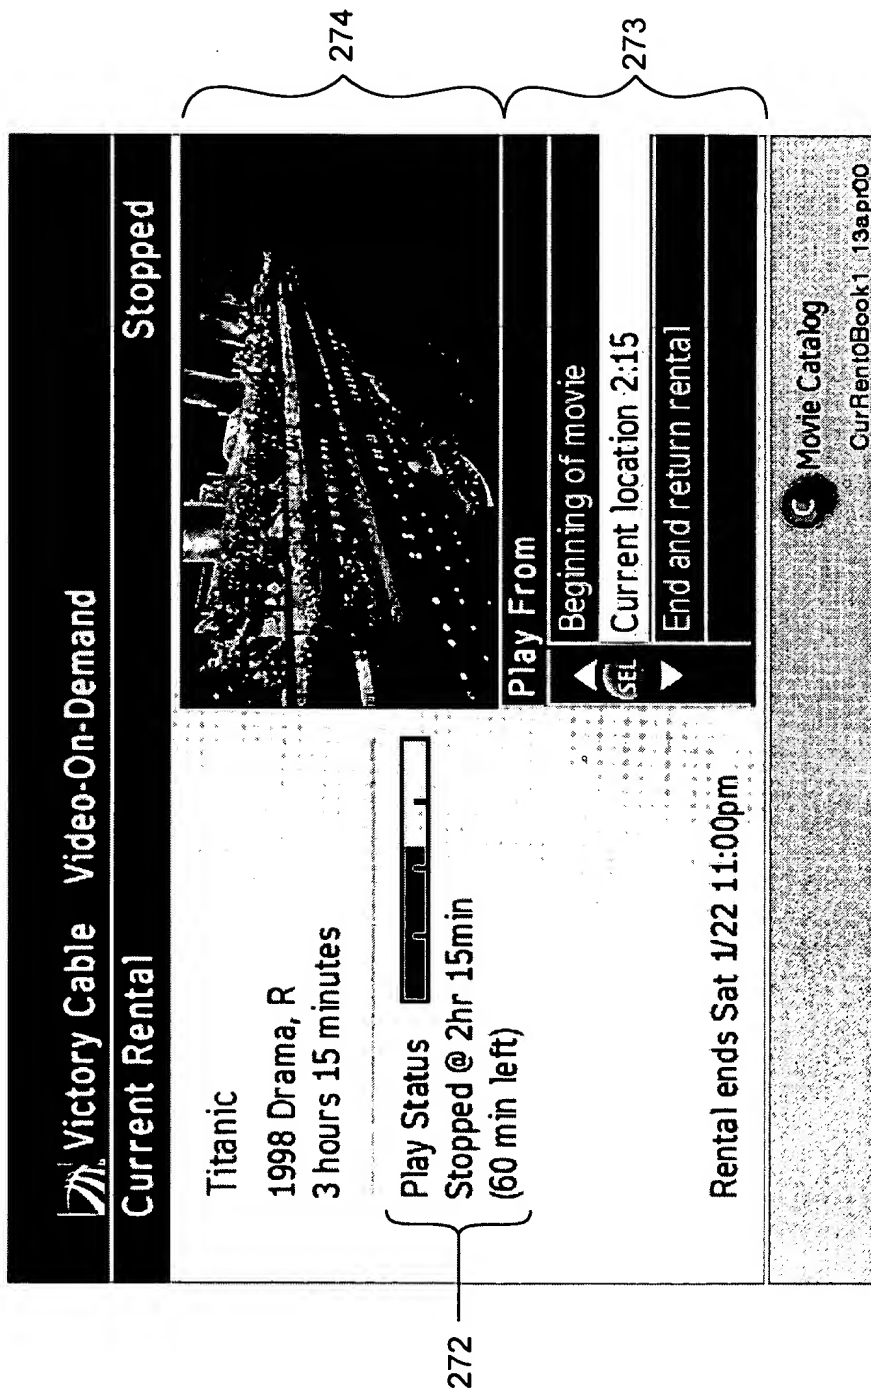 Victory Cable Video-On-Demand
Current Rental
Stopped
Titanic
1998 Drama, R
3 hours 15 minutes
Play Status
Stopped @ 2hr 15min
(60 min left)
Rental ends Sat 1/22 11:00pm
Play From
SEL
Beginning of movie
Current location 2:15
End and return rental
C Movie Catalog
CurRent0Book1 13apr00
272
274
273